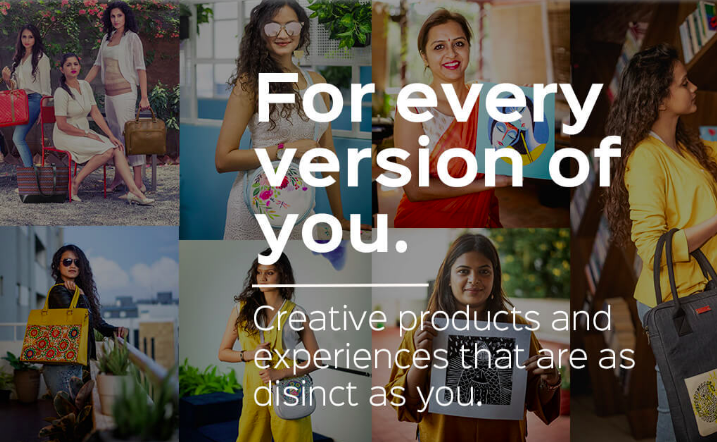 For every
version of
you.
Creative products and
experiences that are as
disinct as you.